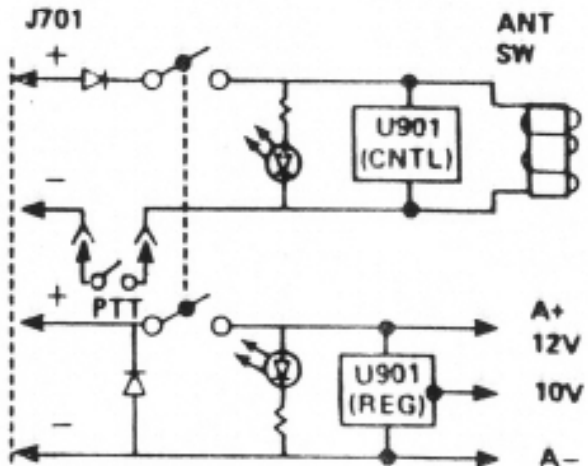 J701
ANT
SW
+
U901
(CNTL)
−
PTT
+
A+
12V
U901
(REG)
10V
−
A−